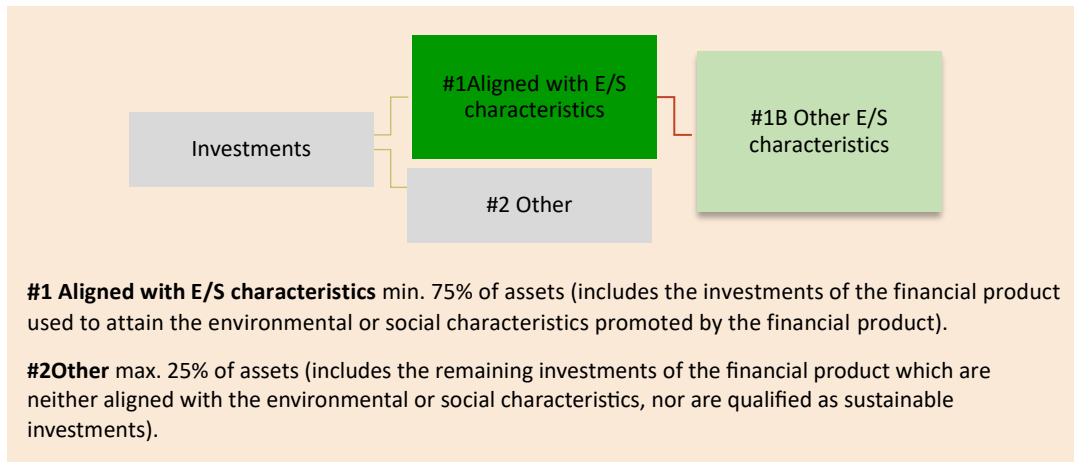 Investments
#1Aligned with E/S
characteristics
#2 Other
#1B Other E/S
characteristics
#1 Aligned with E/S characteristics min. 75% of assets (includes the investments of the financial product
used to attain the environmental or social characteristics promoted by the financial product).
#2Other max. 25% of assets (includes the remaining investments of the financial product which are
neither aligned with the environmental or social characteristics, nor are qualified as sustainable
investments).